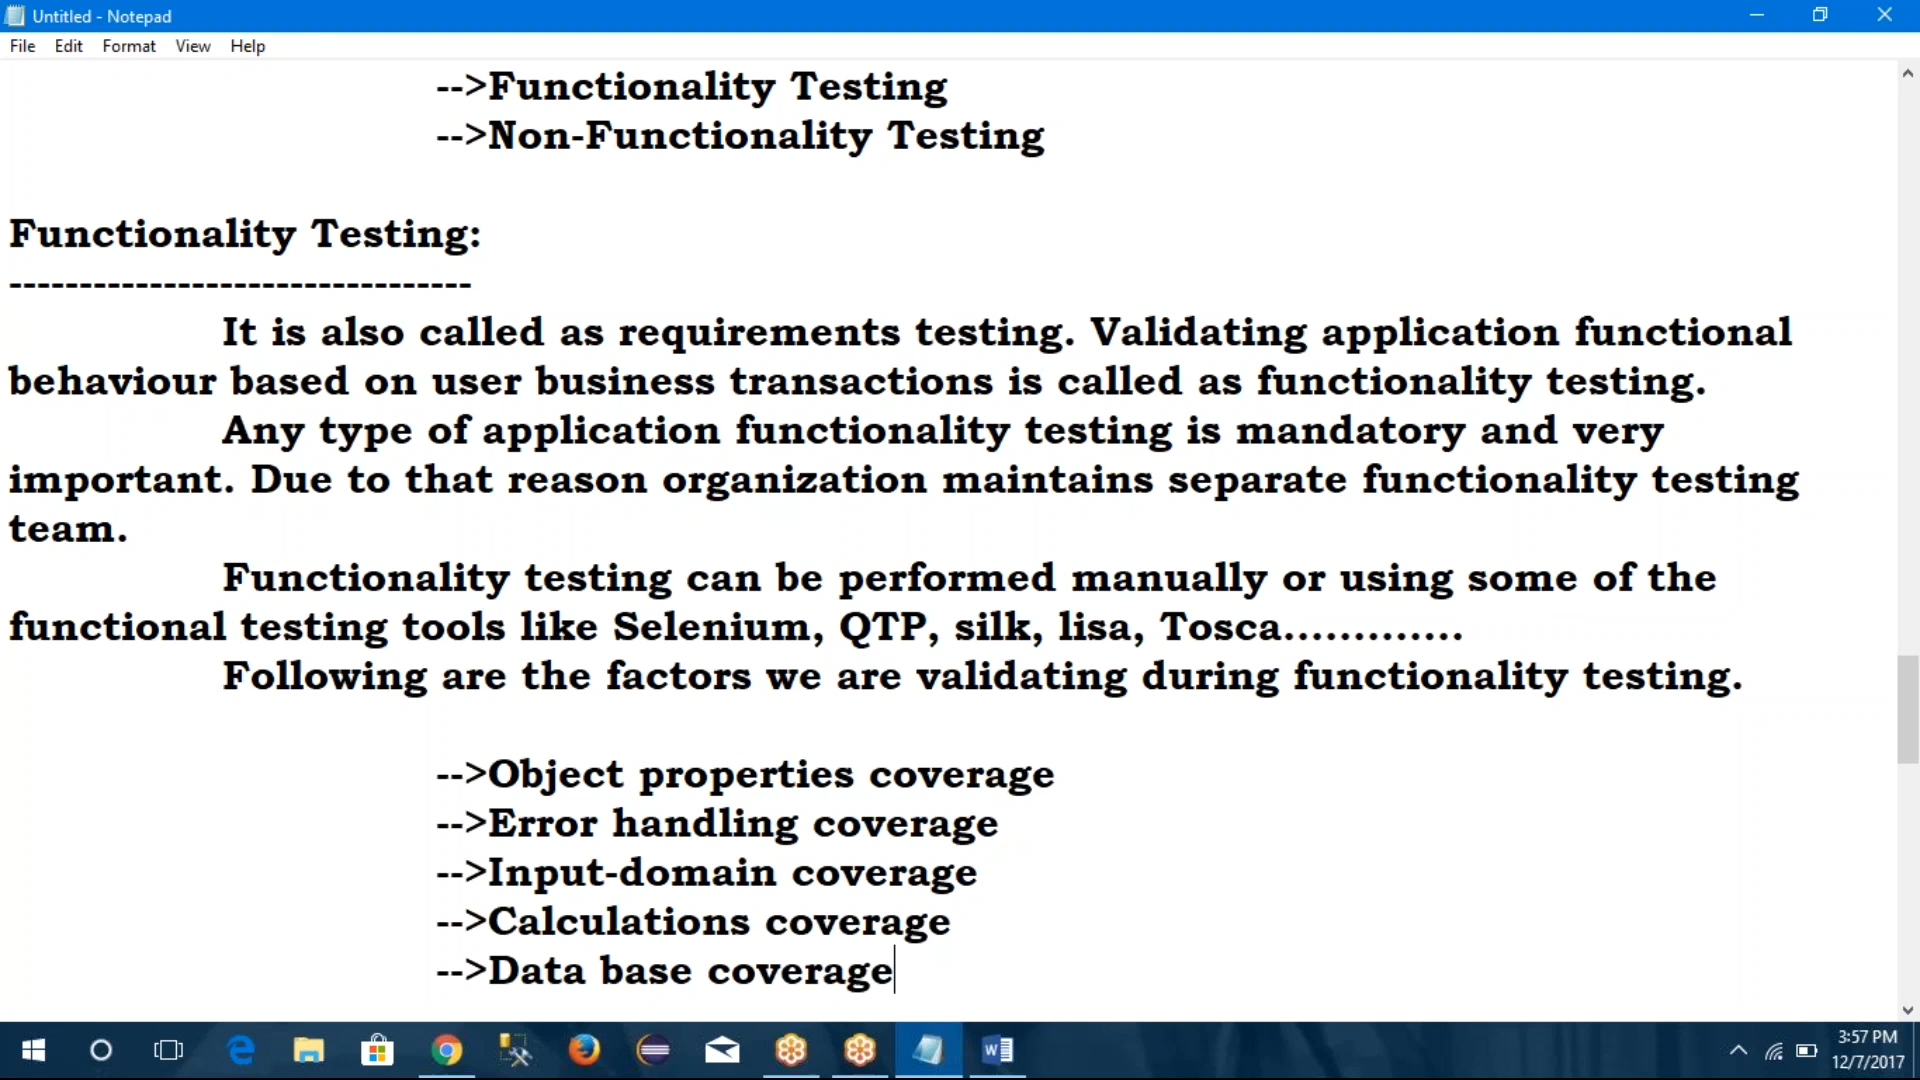 Untitled - Notepad
File Edit Format View Help
-->Functionality Testing
-->Non-Functionality Testing
Functionality Testing:
---------------------------------
It is also called as requirements testing. Validating application functional
behaviour based on user business transactions is called as functionality testing.
Any type of application functionality testing is mandatory and very
important. Due to that reason organization maintains separate functionality testing
team.
Functionality testing can be performed manually or using some of the
functional testing tools like Selenium, QTP, silk, lisa, Tosca.............
Following are the factors we are validating during functionality testing.
-->Object properties coverage
-->Error handling coverage
-->Input-domain coverage
-->Calculations coverage
-->Data base coverage
3:57 PM
12/7/2017